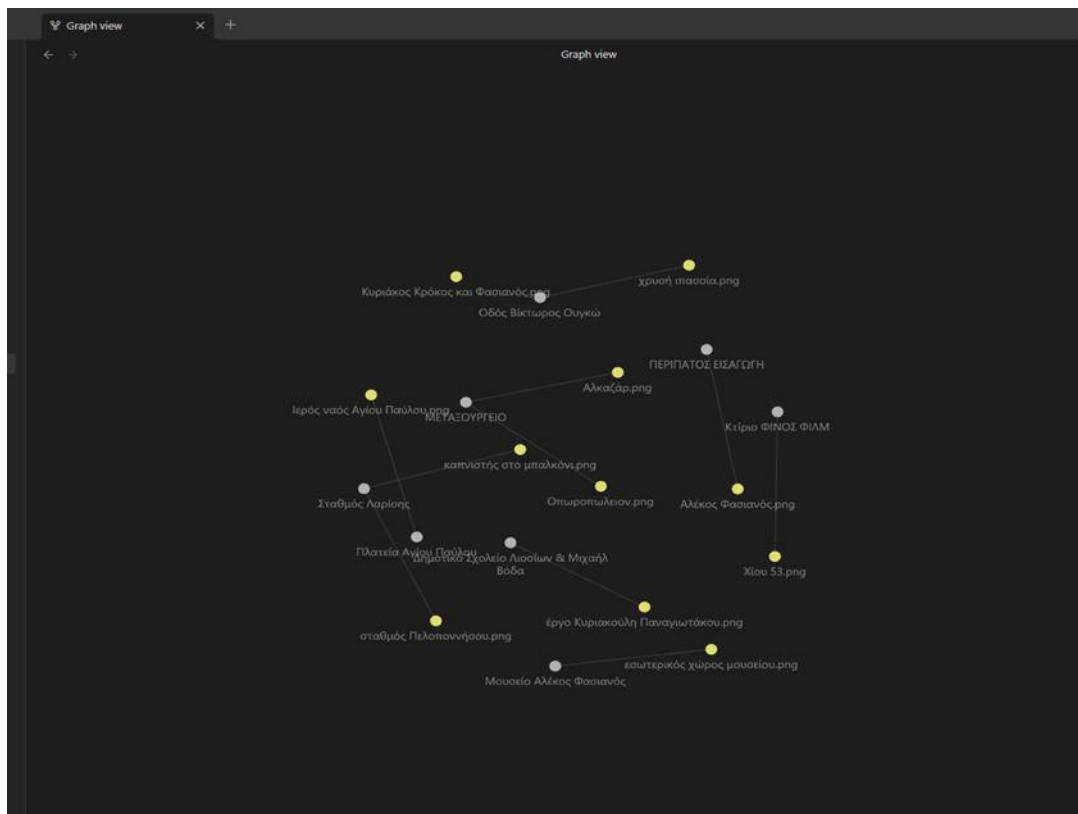 Graph view
Graph view
χρυσή ιπασσία.png
Κυριάκος Κρόκος και Φασιανός.png
Οδός Βίκτωρος Ουγκώ
ΠΕΡΙΠΑΤΟΣ ΕΙΣΑΓΩΓΗ
Αλκαζάρ.png
Ιερός ναός Αγίου Παύλου.png
ΜΕΤΑΞΟΥΡΓΕΙΟ
Κτίριο ΦΙΝΟΣ ΦΙΛΜ
καπνιστής στο μπαλκόνι.png
Σταθμός Λαρίσης
Οπωροπωλειον.png
Αλέκος Φασιανός.png
Πλατεία Αγίου Παύλου
Δημοτικό Σχολείο Λιοσίων & Μιχαήλ
Βόδα
Χίου 53.png
έργο Κυριακούλη Παναγιωτάκου.png
σταθμός Πελοποννήσου.png
εσωτερικός χώρος μουσείου.png
Μουσείο Αλέκος Φασιανός